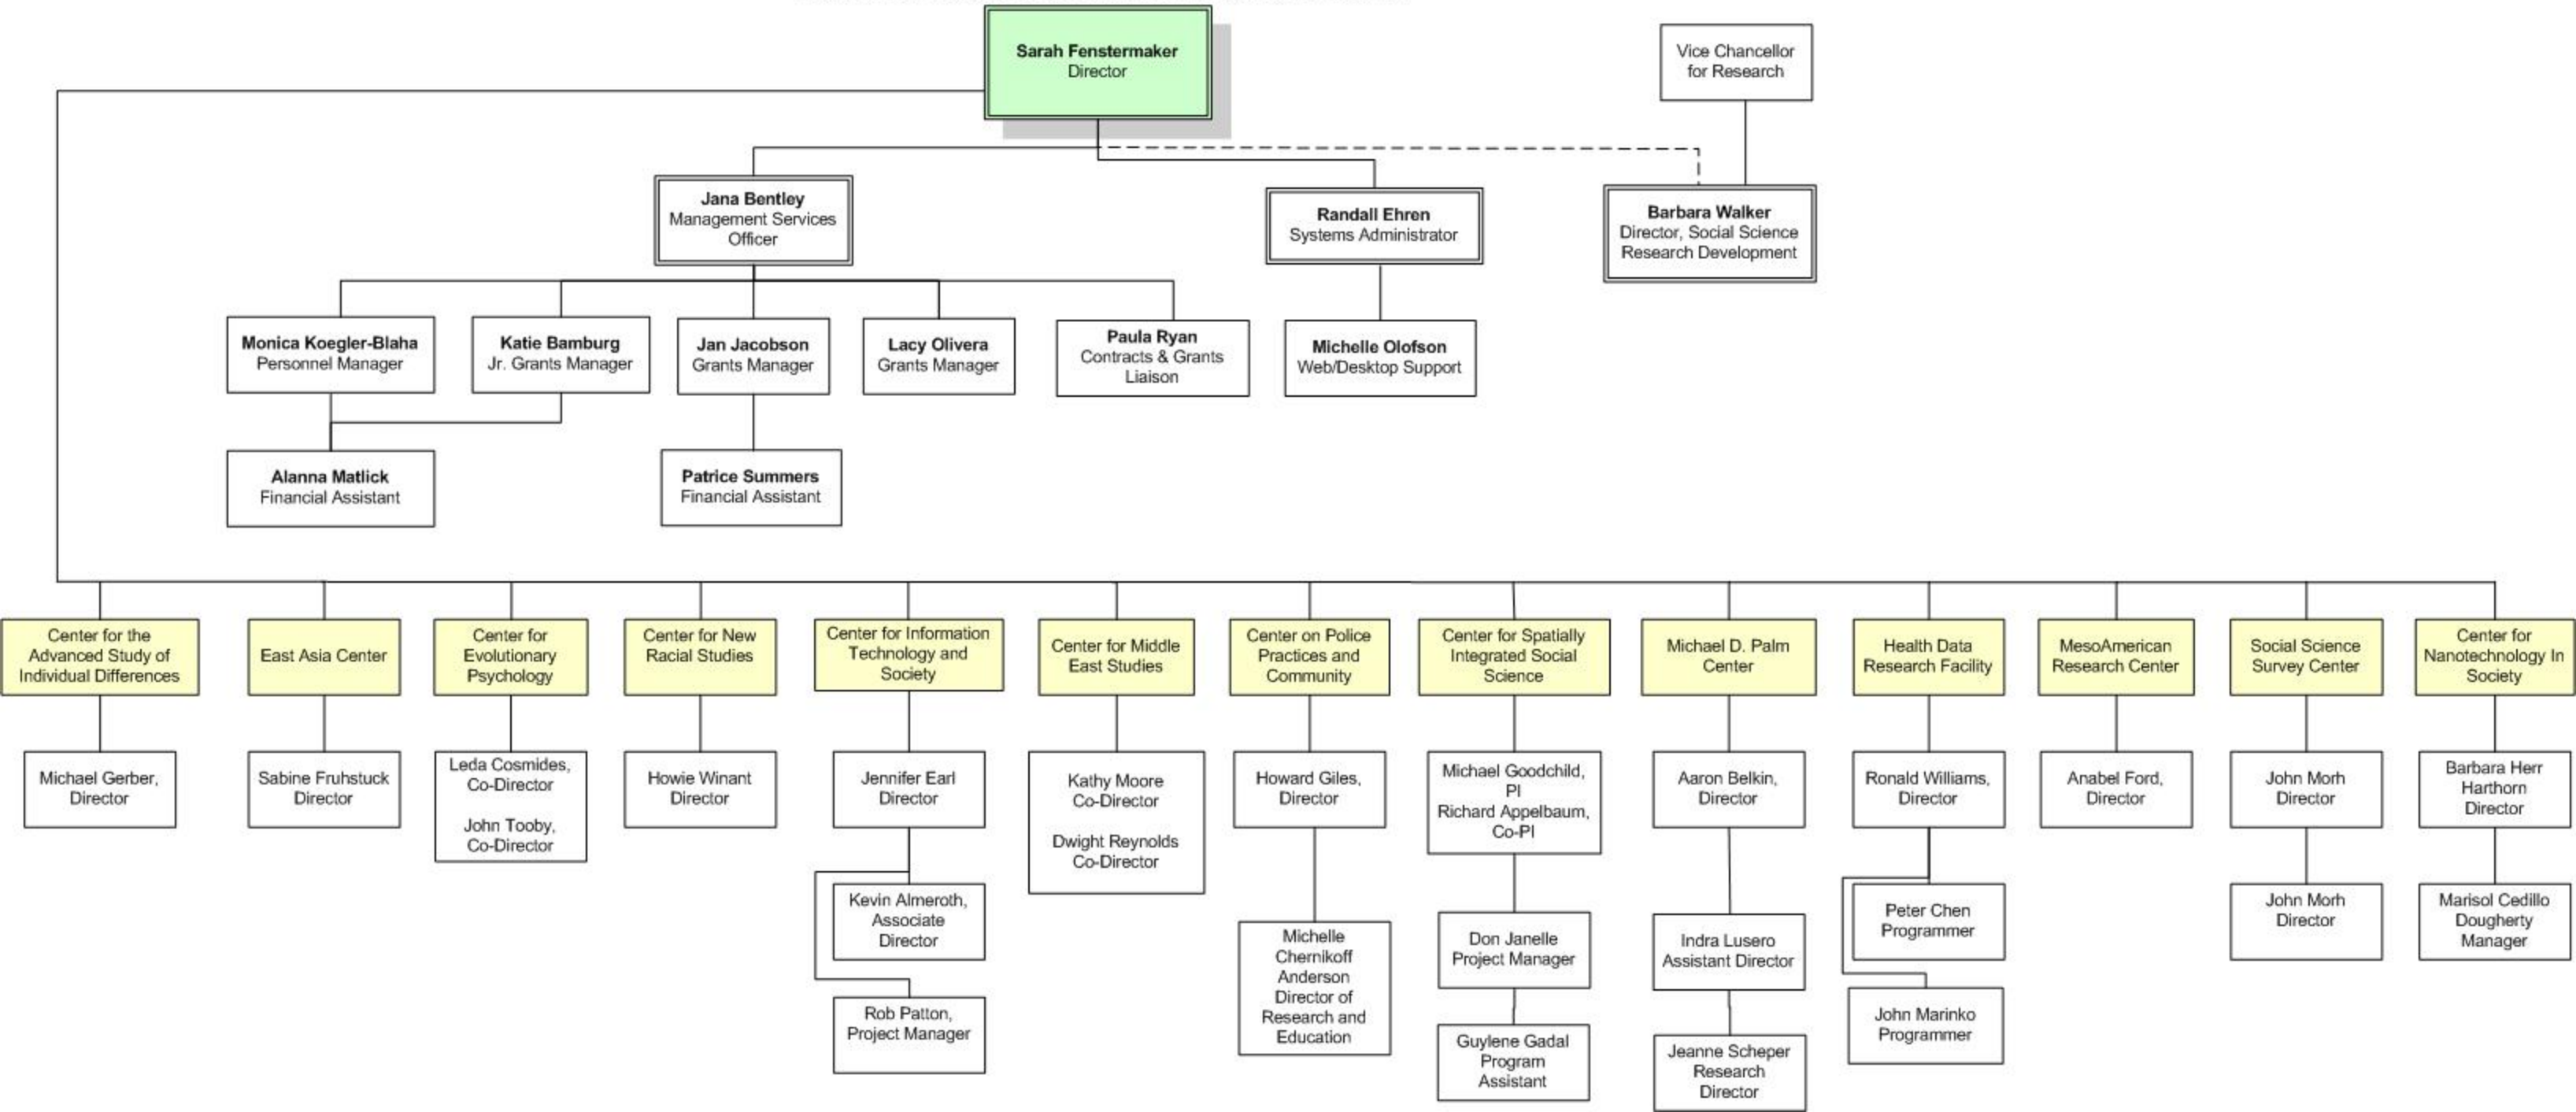 Sarah Fenstermaker
Director
Vice Chancellor
for Research
Jana Bentley
Management Services
Officer
Randall Ehren
Systems Administrator
Barbara Walker
Director, Social Science
Research Development
Monica Koegler-Blaha
Personnel Manager
Katie Bamburg
Jr. Grants Manager
Jan Jacobson
Grants Manager
Lacy Olivera
Grants Manager
Paula Ryan
Contracts & Grants
Liaison
Michelle Olofson
Web/Desktop Support
Alanna Matlick
Financial Assistant
Patrice Summers
Financial Assistant
Center for the
Advanced Study of
Individual Differences
East Asia Center
Center for
Evolutionary
Psychology
Center for New
Racial Studies
Center for Information
Technology and
Society
Center for Middle
East Studies
Center on Police
Practices and
Community
Center for Spatially
Integrated Social
Science
Michael D. Palm
Center
Health Data
Research Facility
MesoAmerican
Research Center
Social Science
Survey Center
Center for
Nanotechnology In
Society
Michael Gerber,
Director
Sabine Fruhstuck
Director
Leda Cosmides,
Co-Director
John Tooby,
Co-Director
Howie Winant
Director
Jennifer Earl
Director
Kathy Moore
Co-Director
Dwight Reynolds
Co-Director
Howard Giles,
Director
Michael Goodchild,
PI
Richard Appelbaum,
Co-PI
Aaron Belkin,
Director
Ronald Williams,
Director
Anabel Ford,
Director
John Morh
Director
Barbara Herr
Harthorn
Director
Kevin Almeroth,
Associate
Director
Michelle
Chernikoff
Anderson
Director of
Research and
Education
Don Janelle
Project Manager
Indra Lusero
Assistant Director
Peter Chen
Programmer
John Morh
Director
Marisol Cedillo
Dougherty
Manager
Rob Patton,
Project Manager
Guylene Gadal
Program
Assistant
Jeanne Scheper
Research
Director
John Marinko
Programmer